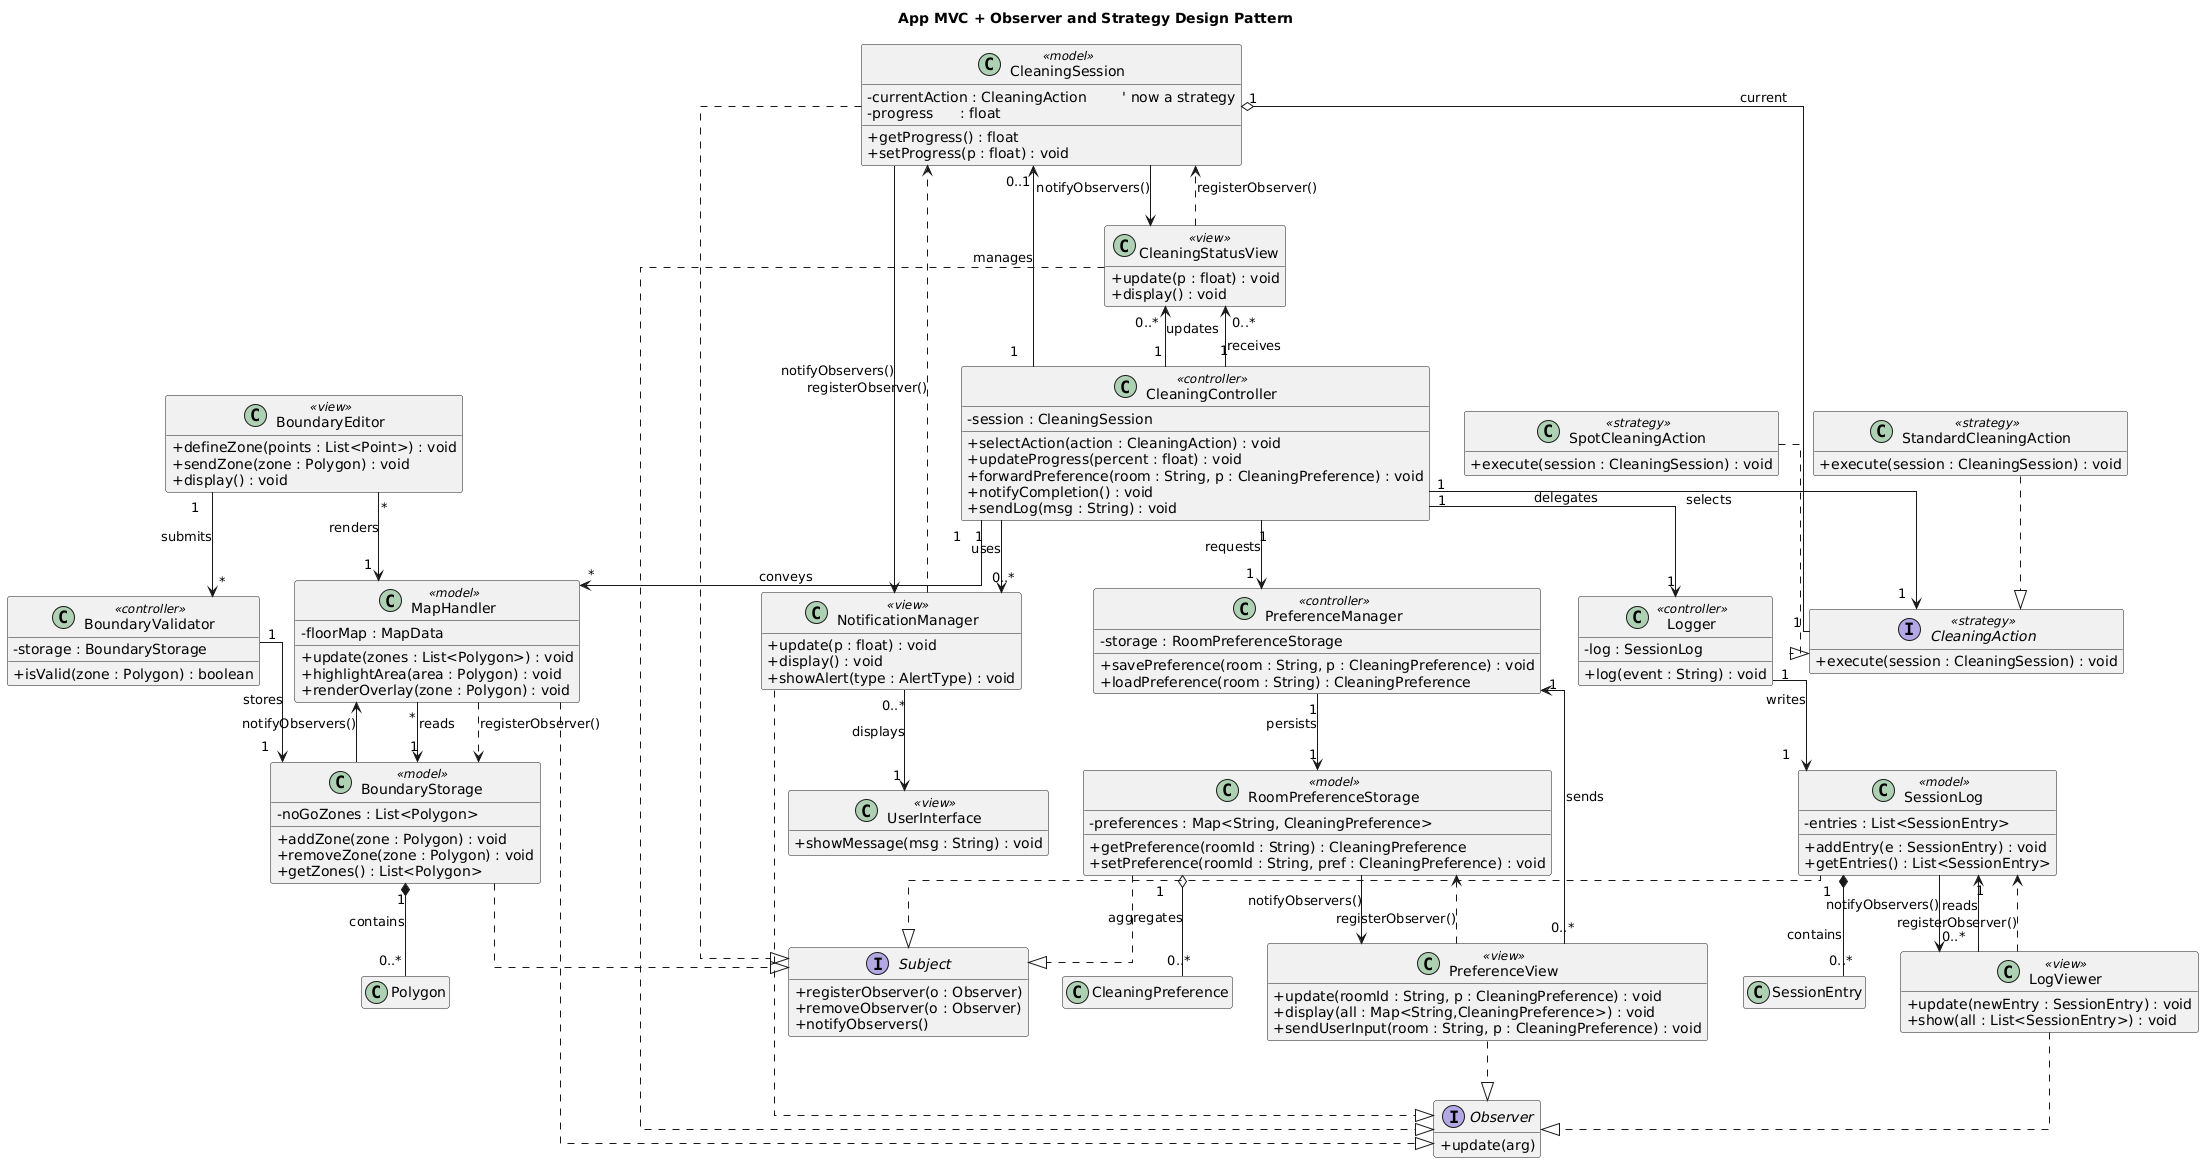 App MVC + Observer and Strategy Design Pattern
«model»
C CleaningSession
-currentAction : CleaningAction ' now a strategy
-progress : float
+getProgress() : float
+setProgress(p : float) : void
1
current
0..1
notifyObservers()
registerObserver()
«view»
C CleaningStatusView
+update(p : float) : void
+display() : void
manages
0..*
updates
0..*
1
1
1
receives
notifyObservers()
registerObserver()
«controller»
C CleaningController
-session : CleaningSession
+selectAction(action : CleaningAction) : void
+updateProgress(percent : float) : void
+forwardPreference(room : String, p : CleaningPreference) : void
+notifyCompletion() : void
+sendLog(msg : String) : void
«view»
C BoundaryEditor
+defineZone(points : List<Point>) : void
+sendZone(zone : Polygon) : void
+display() : void
«strategy»
C SpotCleaningAction
+execute(session : CleaningSession) : void
«strategy»
C StandardCleaningAction
+execute(session : CleaningSession) : void
1
submits
*
*
renders
1
1
1
uses
0..*
*
conveys
1
requests
1
1
1
delegates
selects
1
1
1
«controller»
C BoundaryValidator
-storage : BoundaryStorage
+isValid(zone : Polygon) : boolean
«model»
C MapHandler
-floorMap : MapData
+update(zones : List<Polygon>) : void
+highlightArea(area : Polygon) : void
+renderOverlay(zone : Polygon) : void
«view»
C NotificationManager
+update(p : float) : void
+display() : void
+showAlert(type : AlertType) : void
«controller»
C PreferenceManager
-storage : RoomPreferenceStorage
+savePreference(room : String, p : CleaningPreference) : void
+loadPreference(room : String) : CleaningPreference
«controller»
C Logger
-log : SessionLog
+log(event : String) : void
«strategy»
I CleaningAction
+execute(session : CleaningSession) : void
1
stores
1
notifyObservers()
*
reads
1
registerObserver()
0..*
displays
1
1
persists
1
1
sends
0..*
1
writes
1
«model»
C BoundaryStorage
-noGoZones : List<Polygon>
+addZone(zone : Polygon) : void
+removeZone(zone : Polygon) : void
+getZones() : List<Polygon>
«view»
C UserInterface
+showMessage(msg : String) : void
«model»
C RoomPreferenceStorage
-preferences : Map<String, CleaningPreference>
+getPreference(roomId : String) : CleaningPreference
+setPreference(roomId : String, pref : CleaningPreference) : void
«model»
C SessionLog
-entries : List<SessionEntry>
+addEntry(e : SessionEntry) : void
+getEntries() : List<SessionEntry>
1
contains
0..*
1
aggregates
0..*
notifyObservers()
registerObserver()
1
contains
0..*
notifyObservers()
1
reads
registerObserver()
0..*
C Polygon
I Subject
+registerObserver(o : Observer)
+removeObserver(o : Observer)
+notifyObservers()
C CleaningPreference
«view»
C PreferenceView
+update(roomId : String, p : CleaningPreference) : void
+display(all : Map<String,CleaningPreference>) : void
+sendUserInput(room : String, p : CleaningPreference) : void
C SessionEntry
«view»
C LogViewer
+update(newEntry : SessionEntry) : void
+show(all : List<SessionEntry>) : void
I Observer
+update(arg)